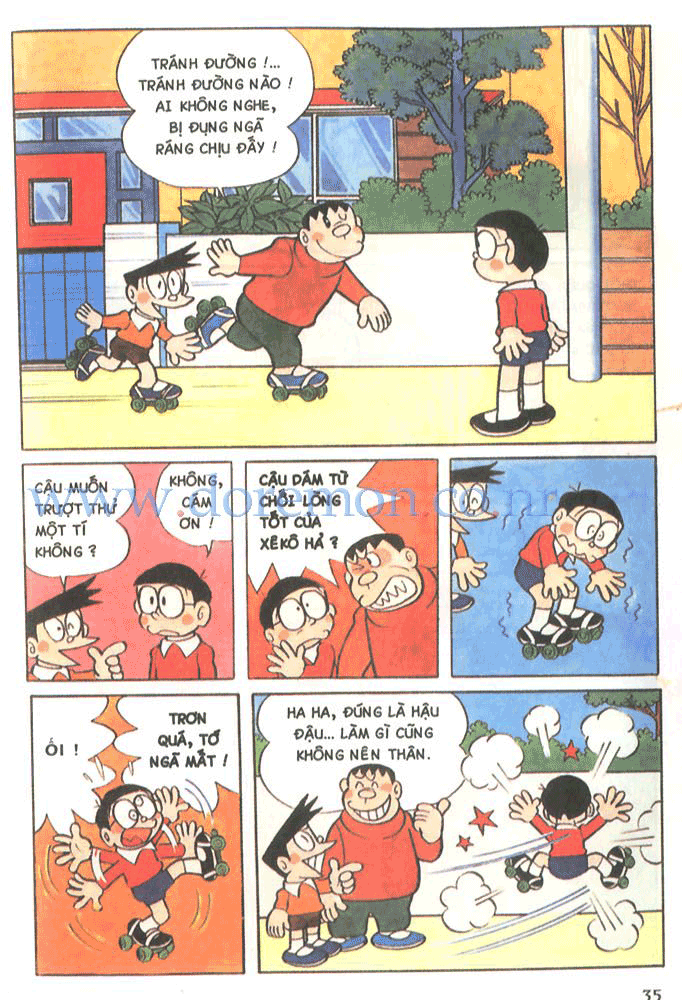 TRÁNH ĐƯỜNG !...
TRÁNH ĐƯỜNG NÀO !
AI KHÔNG NGHE,
BỊ ĐỤNG NGÃ
RÁNG CHỊU ĐẤY !
CẬU MUỐN
TRƯỢT THỬ
MỘT TÍ
KHÔNG ?
KHÔNG,
CÁM
ƠN !
CẬU DÁM TỪ
CHỐI LÒNG
TỐT CỦA
XÊKÔ HẢ ?
www.doremon.co.nr
ỐI !
TRƠN
QUÁ, TỚ
NGÃ MẤT !
HA HA, ĐÚNG LÀ HẬU
ĐẬU... LÀM GÌ CŨNG
KHÔNG NÊN THÂN.
35